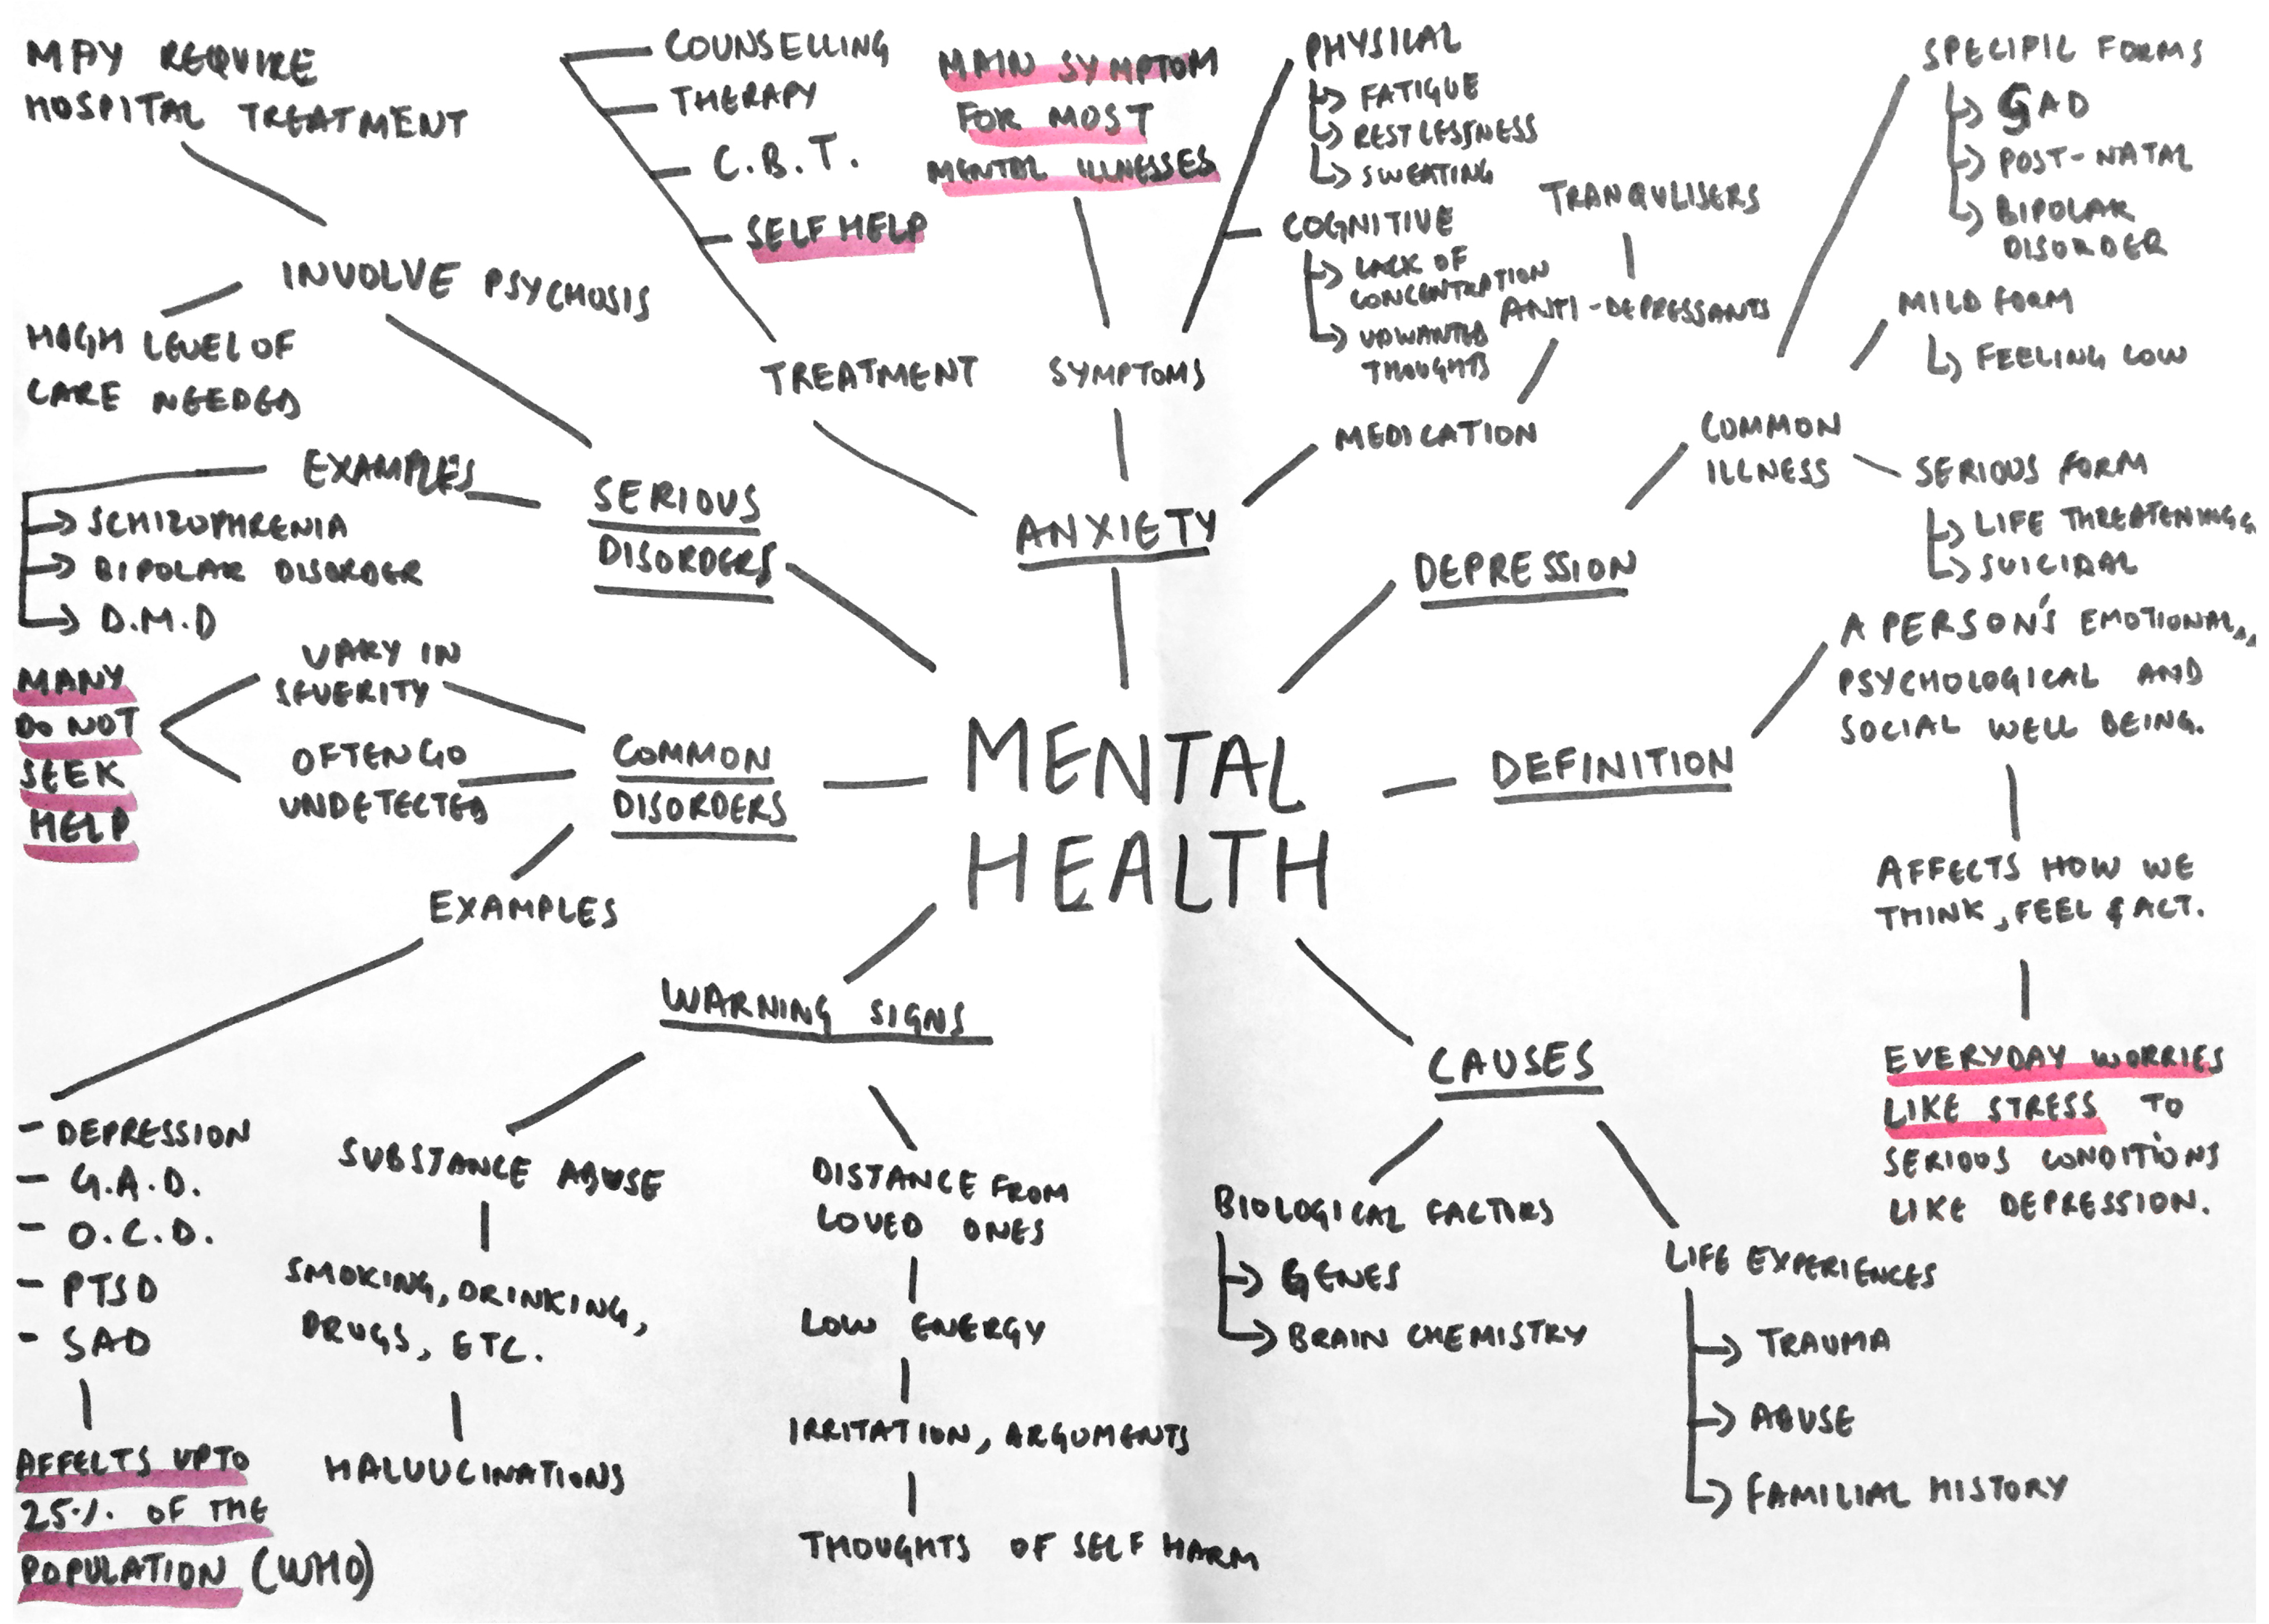 MAY REQUIRE
HOSPITAL TREATMENT
INVOLVE PSYCHOSIS
HIGH LEVEL OF
CARE NEEDED
EXAMPLES
SCHIZOPHRENIA
BIPOLAR DISORDER
D.M.D
SERIOUS
DISORDERS
COUNSELLING
THERAPY
C.B.T.
SELF HELP
TREATMENT
MAIN SYMPTOM
FOR MOST
MENTAL ILLNESSES
SYMPTOMS
PHYSICAL
FATIGUE
RESTLESSNESS
SWEATING
COGNITIVE
LACK OF
CONCENTRATION
UNWANTED
THOUGHTS
TRANQULISERS
ANTI-DEPRESSANTS
MEDICATION
ANXIETY
SPECIFIC FORMS
GAD
POST-NATAL
BIPOLAR
DISORDER
MILD FORM
FEELING LOW
COMMON
ILLNESS
SERIOUS FORM
LIFE THREATENING
SUICIDAL
DEPRESSION
MANY
DO NOT
SEEK
HELP
VARY IN
SEVERITY
OFTEN GO
UNDETECTED
COMMON
DISORDERS
EXAMPLES
MENTAL
HEALTH
DEFINITION
A PERSON'S EMOTIONAL,
PSYCHOLOGICAL AND
SOCIAL WELL BEING.
AFFECTS HOW WE
THINK, FEEL & ACT.
EVERYDAY WORRIES
LIKE STRESS TO
SERIOUS CONDITIONS
LIKE DEPRESSION.
- DEPRESSION
- G.A.D.
- O.C.D.
- PTSD
- SAD
AFFECTS UPTO
25% OF THE
POPULATION (WHO)
WARNING SIGNS
SUBSTANCE ABUSE
SMOKING, DRINKING,
DRUGS, ETC.
HALUUCINATIONS
DISTANCE FROM
LOVED ONES
LOW ENERGY
IRRITATION, ARGUMENTS
THOUGHTS OF SELF HARM
CAUSES
BIOLOGICAL FACTORS
GENES
BRAIN CHEMISTRY
LIFE EXPERIENCES
TRAUMA
ABUSE
FAMILIAL HISTORY